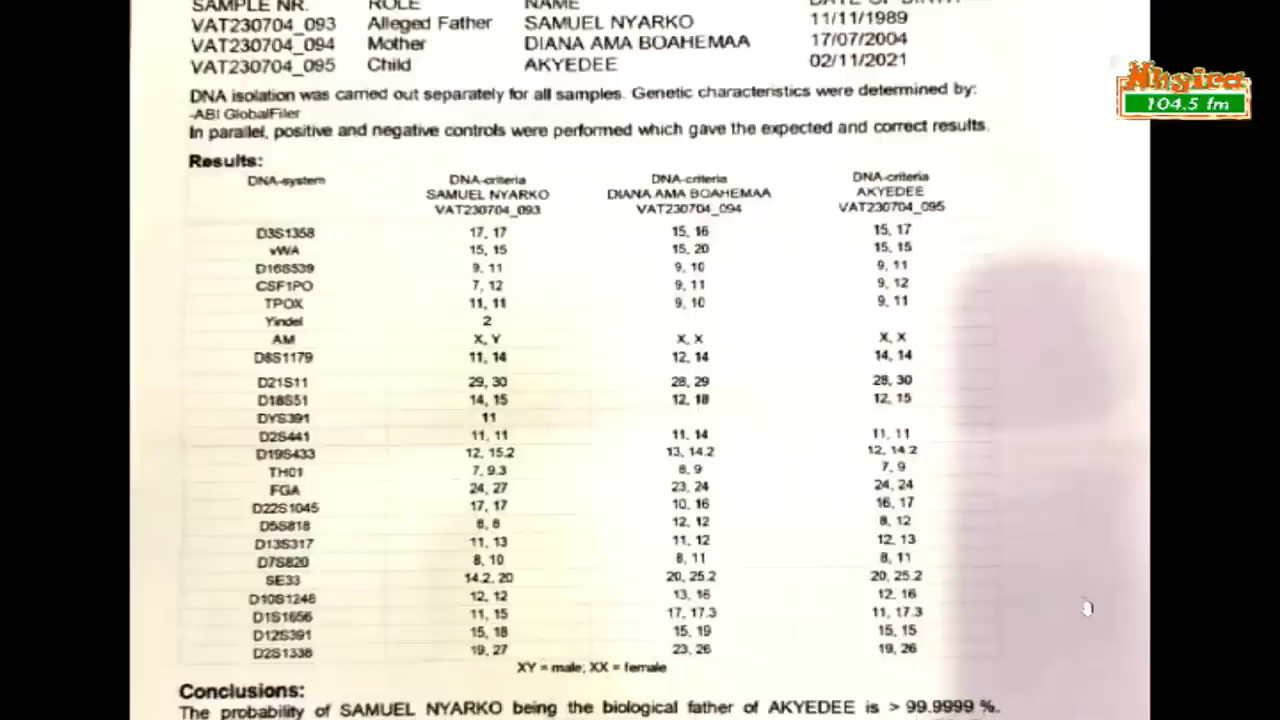 SAMPLE NR. ROLE NAME DATE OF BIRTH
VAT230704_093 Alleged Father SAMUEL NYARKO 11/11/1989
VAT230704_094 Mother DIANA AMA BOAHEMAA 17/07/2004
VAT230704_095 Child AKYEDEE 02/11/2021
Nhyira
104.5 fm
DNA isolation was carried out separately for all samples. Genetic characteristics were determined by:
-ABI GlobalFiler
In parallel, positive and negative controls were performed which gave the expected and correct results.
Results:
DNA-system DNA-criteria DNA-criteria DNA-criteria
SAMUEL NYARKO DIANA AMA BOAHEMAA AKYEDEE
VAT230704_093 VAT230704_094 VAT230704_095
D3S1358 17, 17 15, 16 15, 17
vWA 15, 15 15, 20 15, 15
D16S539 9, 11 9, 10 9, 11
CSF1PO 7, 12 9, 11 9, 12
TPOX 11, 11 9, 10 9, 11
Yindel 2
AM X, Y X, X X, X
D8S1179 11, 14 12, 14 14, 14
D21S11 29, 30 28, 29 28, 30
D18S51 14, 15 12, 18 12, 15
DYS391 11
D2S441 11, 11 11, 14 11, 11
D19S433 12, 15.2 13, 14.2 12, 14.2
TH01 7, 9.3 8, 9 7, 9
FGA 24, 27 23, 24 24, 24
D22S1045 17, 17 10, 16 16, 17
D5S818 8, 8 12, 12 8, 12
D13S317 11, 13 11, 12 12, 13
D7S820 8, 10 8, 11 8, 11
SE33 14.2, 20 20, 25.2 20, 25.2
D10S1248 12, 12 13, 16 12, 16
D1S1656 11, 15 17, 17.3 11, 17.3
D12S391 15, 18 15, 19 15, 15
D2S1338 19, 27 23, 26 19, 26
XY = male; XX = female
Conclusions:
The probability of SAMUEL NYARKO being the biological father of AKYEDEE is > 99.9999 %.